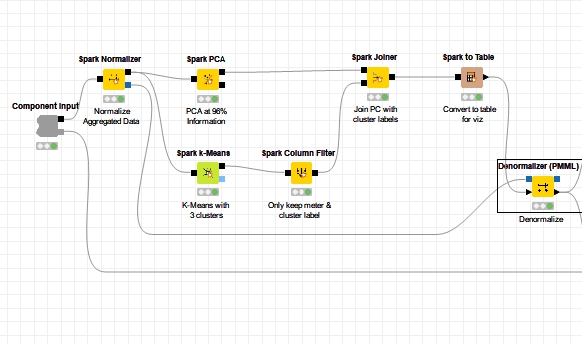 Spark Normalizer
Spark PCA
Spark Joiner
Spark to Table
Component Input
Normalize
Aggregated Data
PCA at 96%
Information
Join PC with
cluster labels
Convert to table
for viz
Spark k-Means
Spark Column Filter
Denormalizer (PMML)
K-Means with
3 clusters
Only keep meter &
cluster label
Denormalize